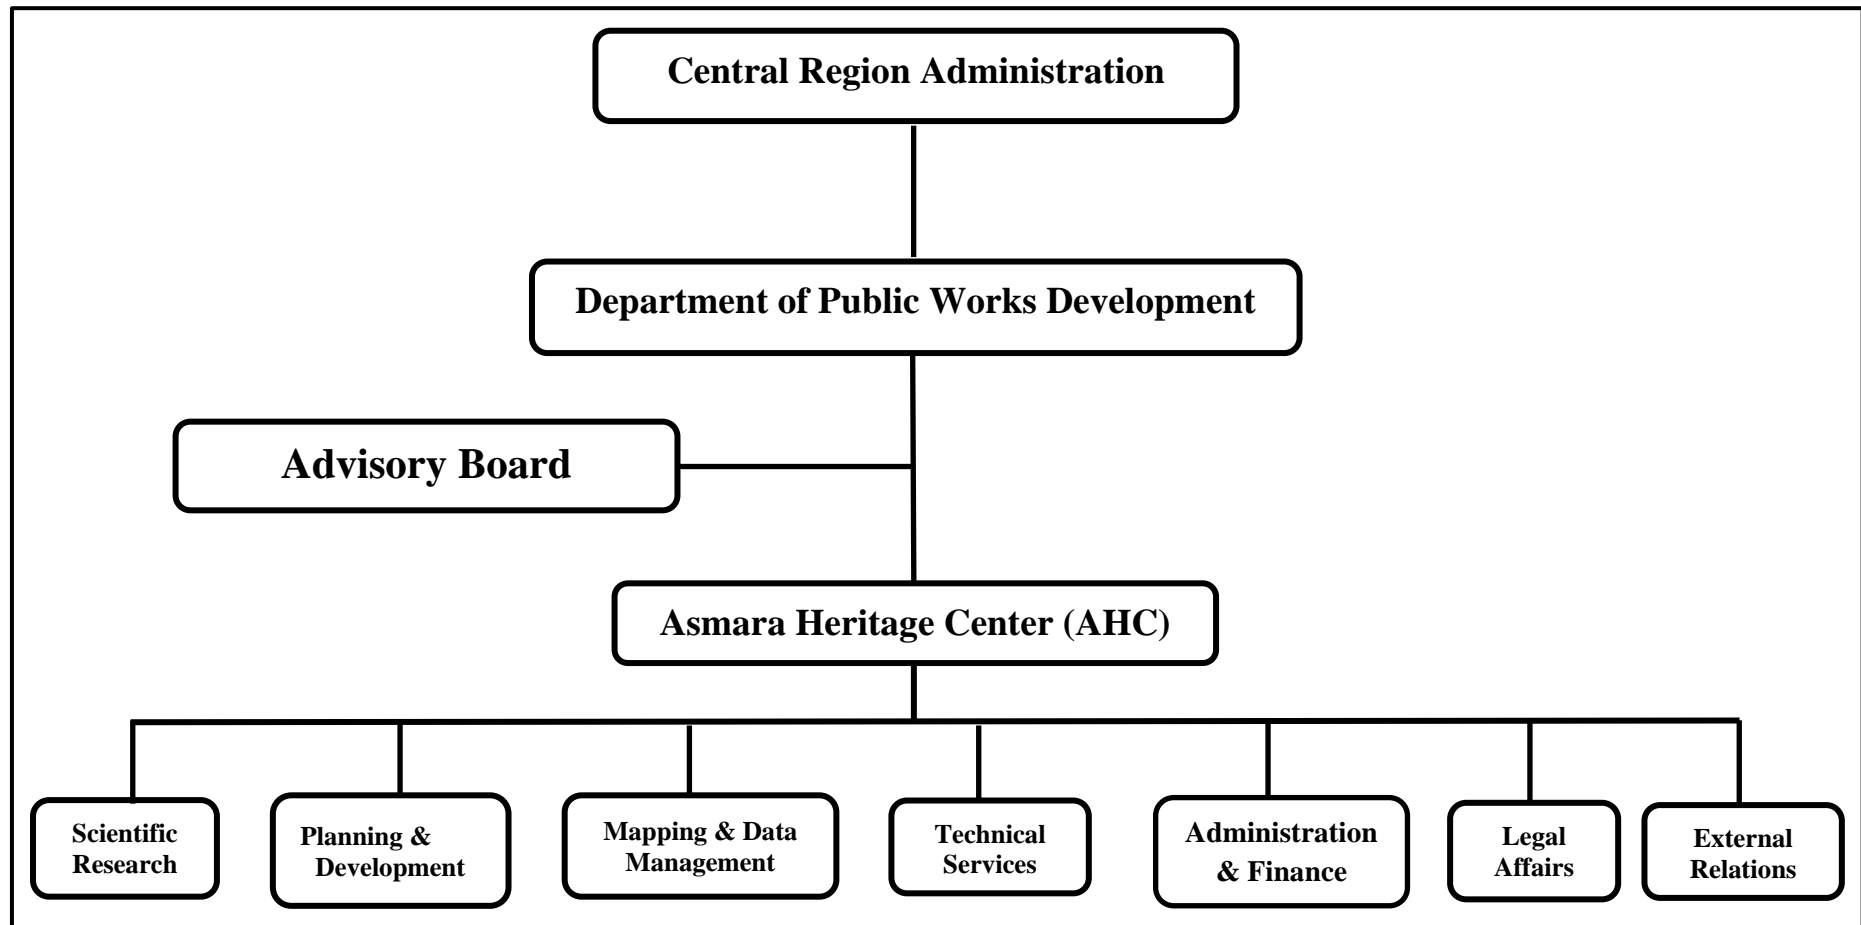 Central Region Administration
Department of Public Works Development
Advisory Board
Asmara Heritage Center (AHC)
Scientific
Research
Planning &
Development
Mapping & Data
Management
Technical
Services
Administration
& Finance
Legal
Affairs
External
Relations